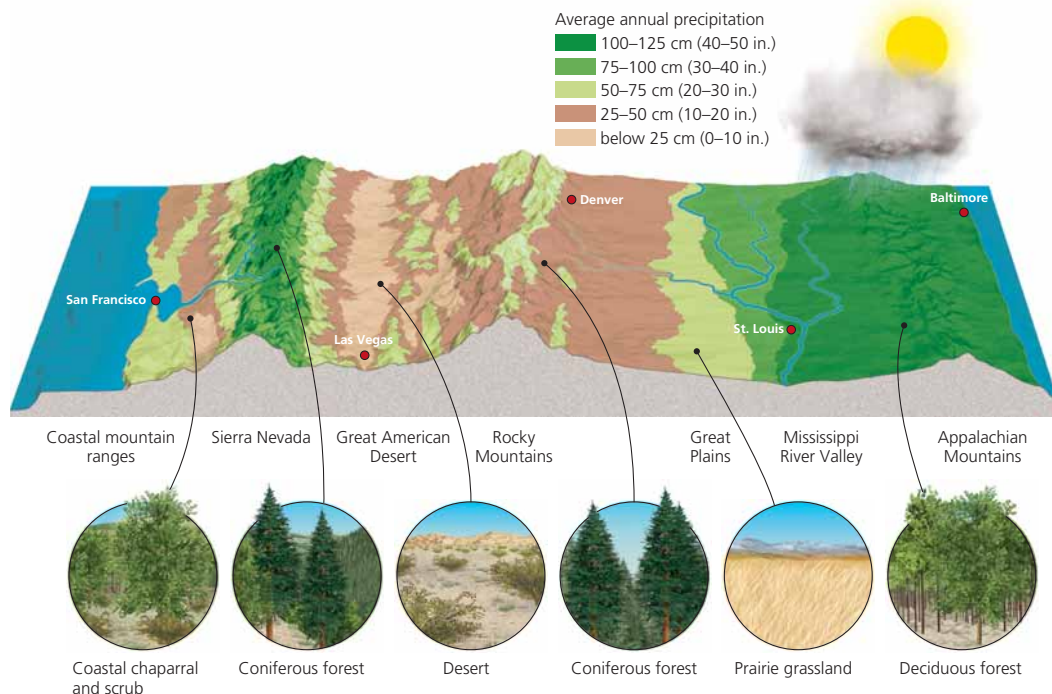 Average annual precipitation
100–125 cm (40–50 in.)
75–100 cm (30–40 in.)
50–75 cm (20–30 in.)
25–50 cm (10–20 in.)
below 25 cm (0–10 in.)
Denver
Baltimore
San Francisco
St. Louis
Las Vegas
Coastal mountain
ranges
Sierra Nevada
Great American
Desert
Rocky
Mountains
Great
Plains
Mississippi
River Valley
Appalachian
Mountains
Coastal chaparral
and scrub
Coniferous forest
Desert
Coniferous forest
Prairie grassland
Deciduous forest